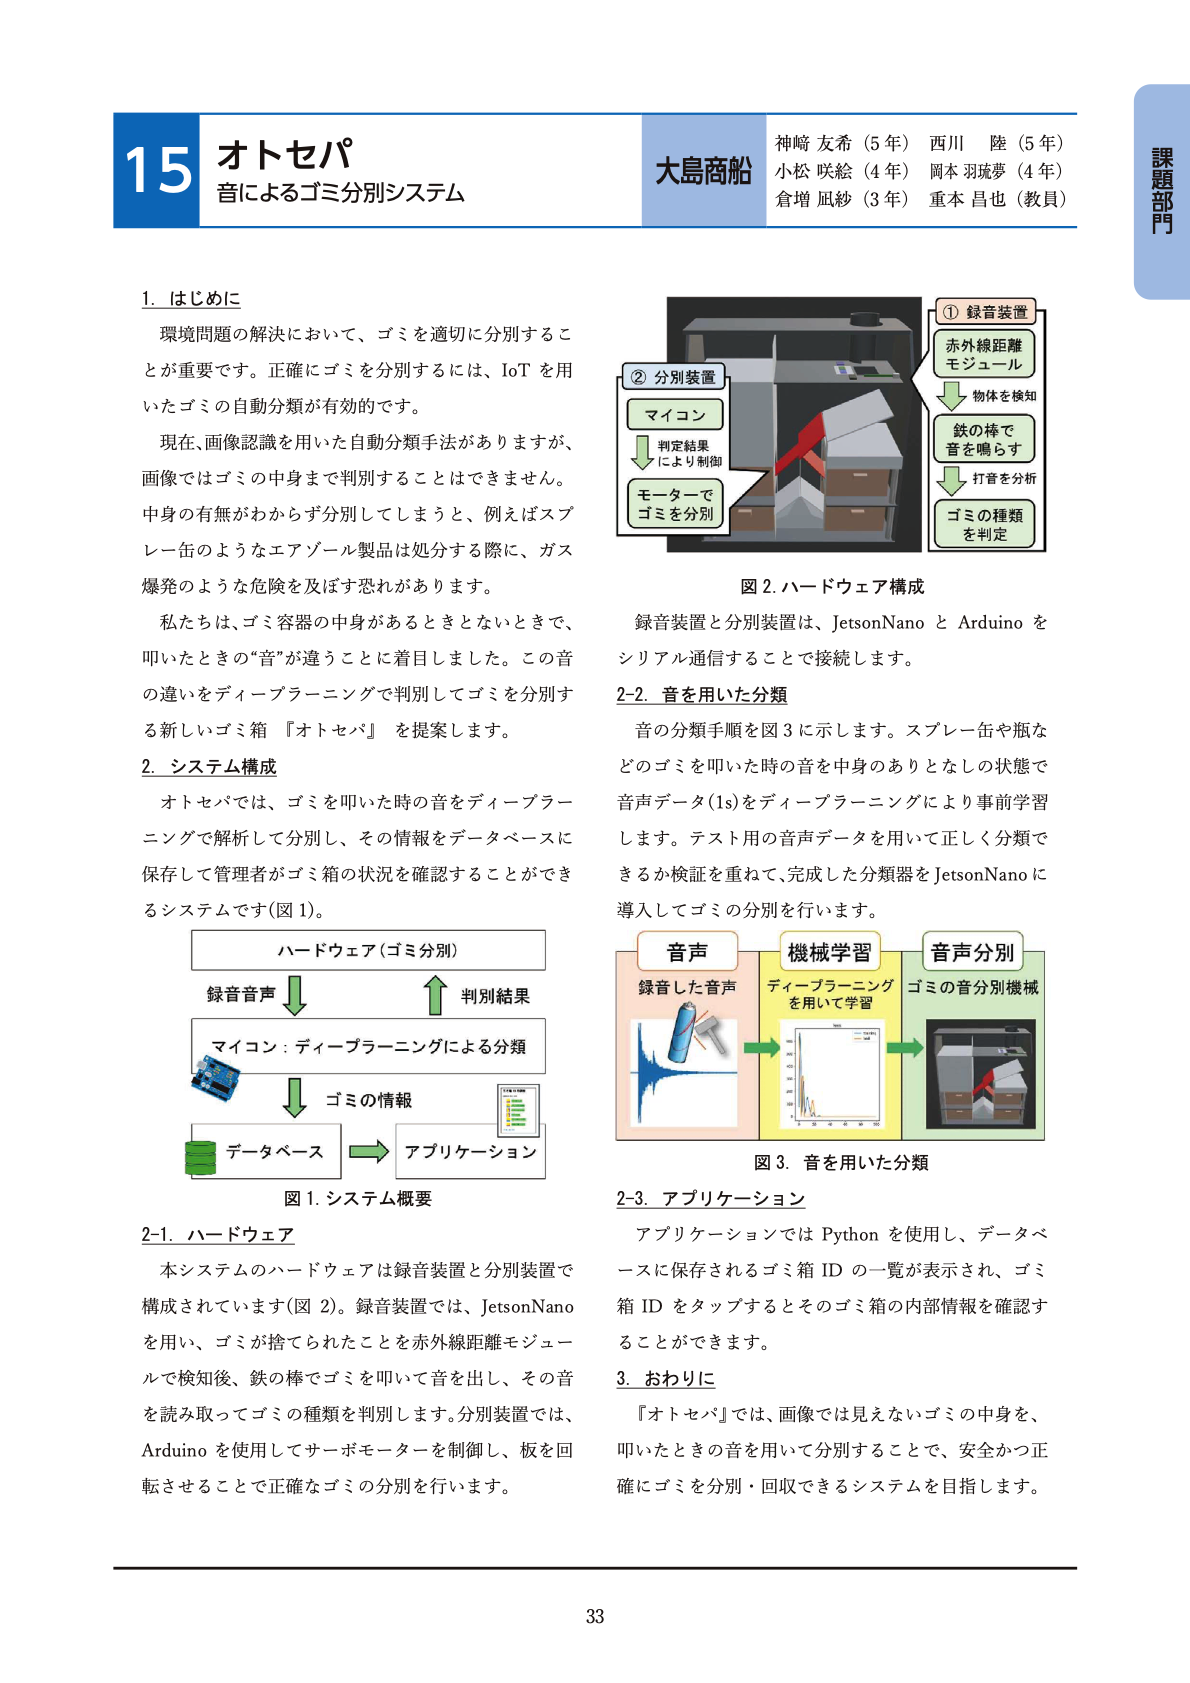 15
オトセパ
音によるゴミ分別システム
大島商船
神﨑 友希（5 年） 西川　陸（5 年）
小松 咲絵（4 年） 岡本 羽琉夢（4 年）
倉増 凪紗（3 年） 重本 昌也（教員）
課題部門
1. はじめに
環境問題の解決において、ゴミを適切に分別するこ
とが重要です。正確にゴミを分別するには、IoT を用
いたゴミの自動分類が有効的です。
現在、画像認識を用いた自動分類手法がありますが、
画像ではゴミの中身まで判別することはできません。
中身の有無がわからず分別してしまうと、例えばスプ
レー缶のようなエアゾール製品は処分する際に、ガス
爆発のような危険を及ぼす恐れがあります。
私たちは、ゴミ容器の中身があるときとないときで、
叩いたときの“音”が違うことに着目しました。この音
の違いをディープラーニングで判別してゴミを分別す
る新しいゴミ箱 『オトセパ』 を提案します。
2. システム構成
オトセパでは、ゴミを叩いた時の音をディープラー
ニングで解析して分別し、その情報をデータベースに
保存して管理者がゴミ箱の状況を確認することができ
るシステムです(図 1)。
ハードウェア(ゴミ分別)
録音音声
判別結果
マイコン：ディープラーニングによる分類
ゴミの情報
データベース
アプリケーション
図 1. システム概要
2-1. ハードウェア
本システムのハードウェアは録音装置と分別装置で
構成されています(図 2)。録音装置では、JetsonNano
を用い、ゴミが捨てられたことを赤外線距離モジュー
ルで検知後、鉄の棒でゴミを叩いて音を出し、その音
を読み取ってゴミの種類を判別します。分別装置では、
Arduino を使用してサーボモーターを制御し、板を回
転させることで正確なゴミの分別を行います。
① 録音装置
赤外線距離
モジュール
物体を検知
鉄の棒で
音を鳴らす
打音を分析
ゴミの種類
を判定
② 分別装置
マイコン
判定結果
により制御
モーターで
ゴミを分別
図 2. ハードウェア構成
録音装置と分別装置は、JetsonNano と Arduino を
シリアル通信することで接続します。
2-2. 音を用いた分類
音の分類手順を図 3 に示します。スプレー缶や瓶な
どのゴミを叩いた時の音を中身のありとなしの状態で
音声データ(1s)をディープラーニングにより事前学習
します。テスト用の音声データを用いて正しく分類で
きるか検証を重ねて、完成した分類器を JetsonNano に
導入してゴミの分別を行います。
音声
録音した音声
機械学習
ディープラーニング
を用いて学習
音声分別
ゴミの音分別機械
図 3. 音を用いた分類
2-3. アプリケーション
アプリケーションでは Python を使用し、データベ
ースに保存されるゴミ箱 ID の一覧が表示され、ゴミ
箱 ID をタップするとそのゴミ箱の内部情報を確認す
ることができます。
3. おわりに
『オトセパ』では、画像では見えないゴミの中身を、
叩いたときの音を用いて分別することで、安全かつ正
確にゴミを分別・回収できるシステムを目指します。
33